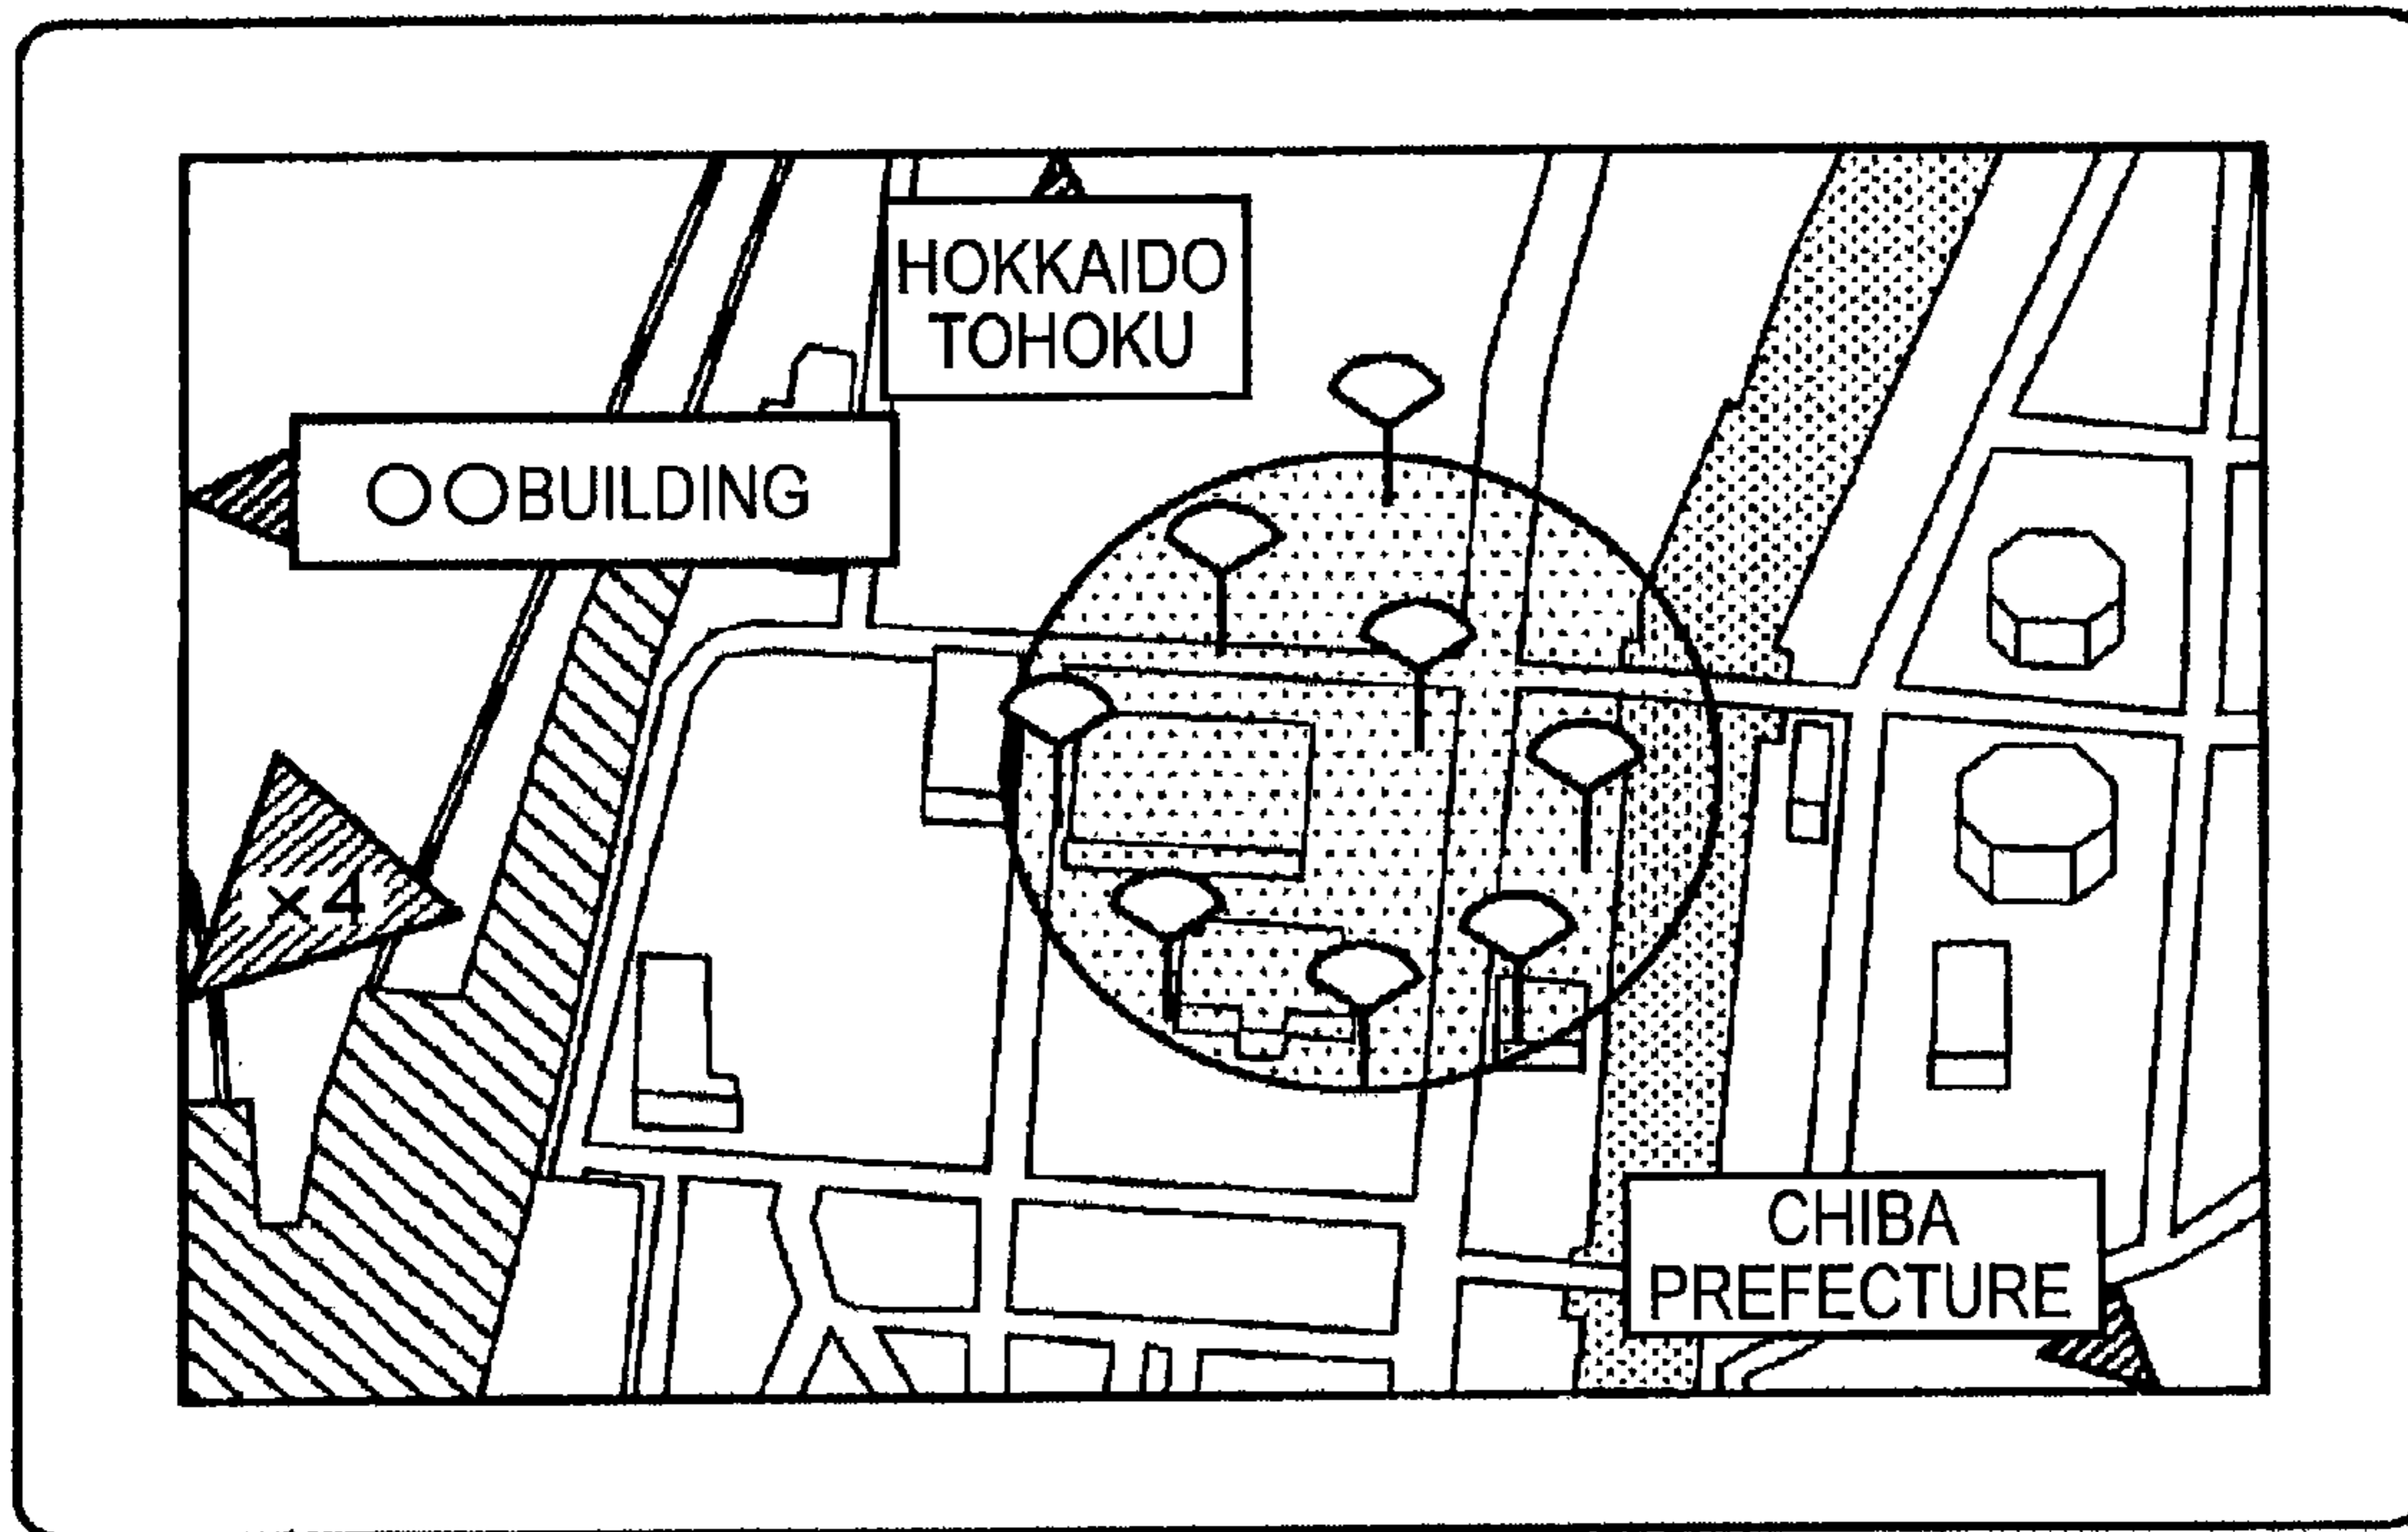 HOKKAIDO
TOHOKU
○○BUILDING
×4
CHIBA
PREFECTURE